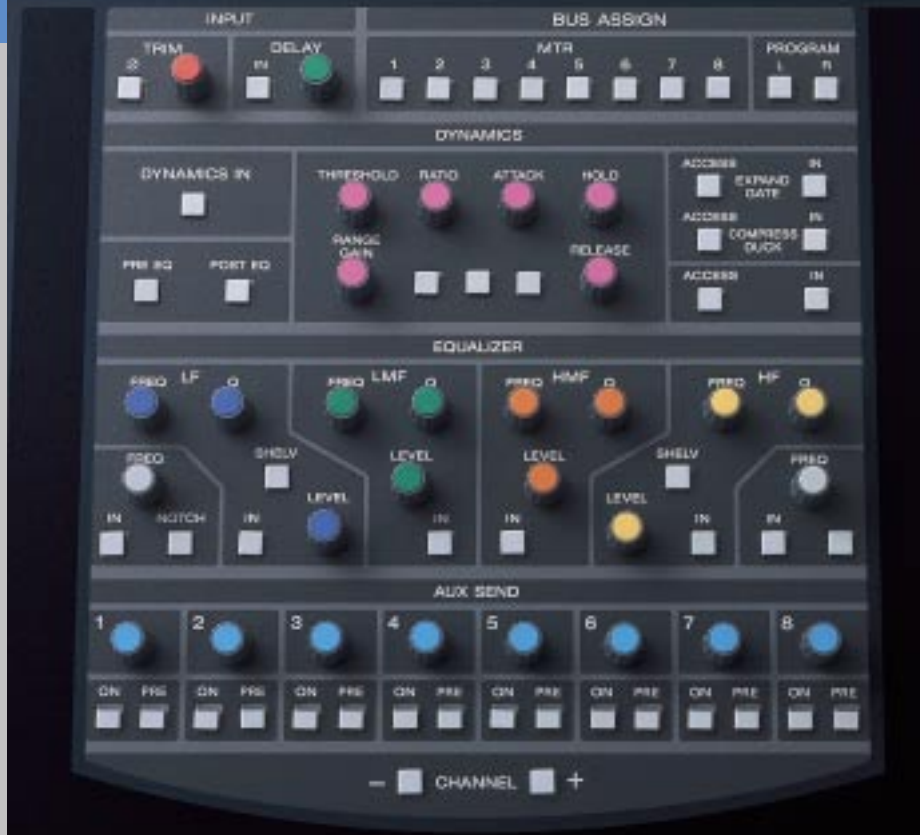 INPUT
BUS ASSIGN
TRIM
DELAY
MTR
PROGRAM
Ø IN 1 2 3 4 5 6 7 8 L R
DYNAMICS
DYNAMICS IN
THRESHOLD RATIO ATTACK HOLD
ACCESS IN
EXPAND
GATE
RANGE
GAIN
RELEASE
ACCESS IN
COMPRESS
DUCK
PRE EQ POST EQ
ACCESS IN
EQUALIZER
FREQ LF Q
FREQ LMF Q
FREQ HMF Q
FREQ HF Q
FREQ
SHELV
LEVEL
LEVEL
SHELV
FREQ
IN NOTCH
IN LEVEL
IN
IN
LEVEL IN
IN
AUX SEND
1 2 3 4 5 6 7 8
ON PRE ON PRE ON PRE ON PRE ON PRE ON PRE ON PRE ON PRE
– CHANNEL +